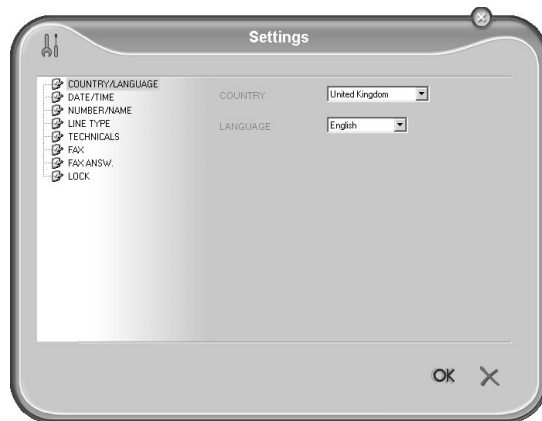 Settings
COUNTRY/LANGUAGE
DATE/TIME
NUMBER/NAME
LINE TYPE
TECHNICALS
FAX
FAX ANSW.
LOCK
COUNTRY United Kingdom
LANGUAGE English
OK